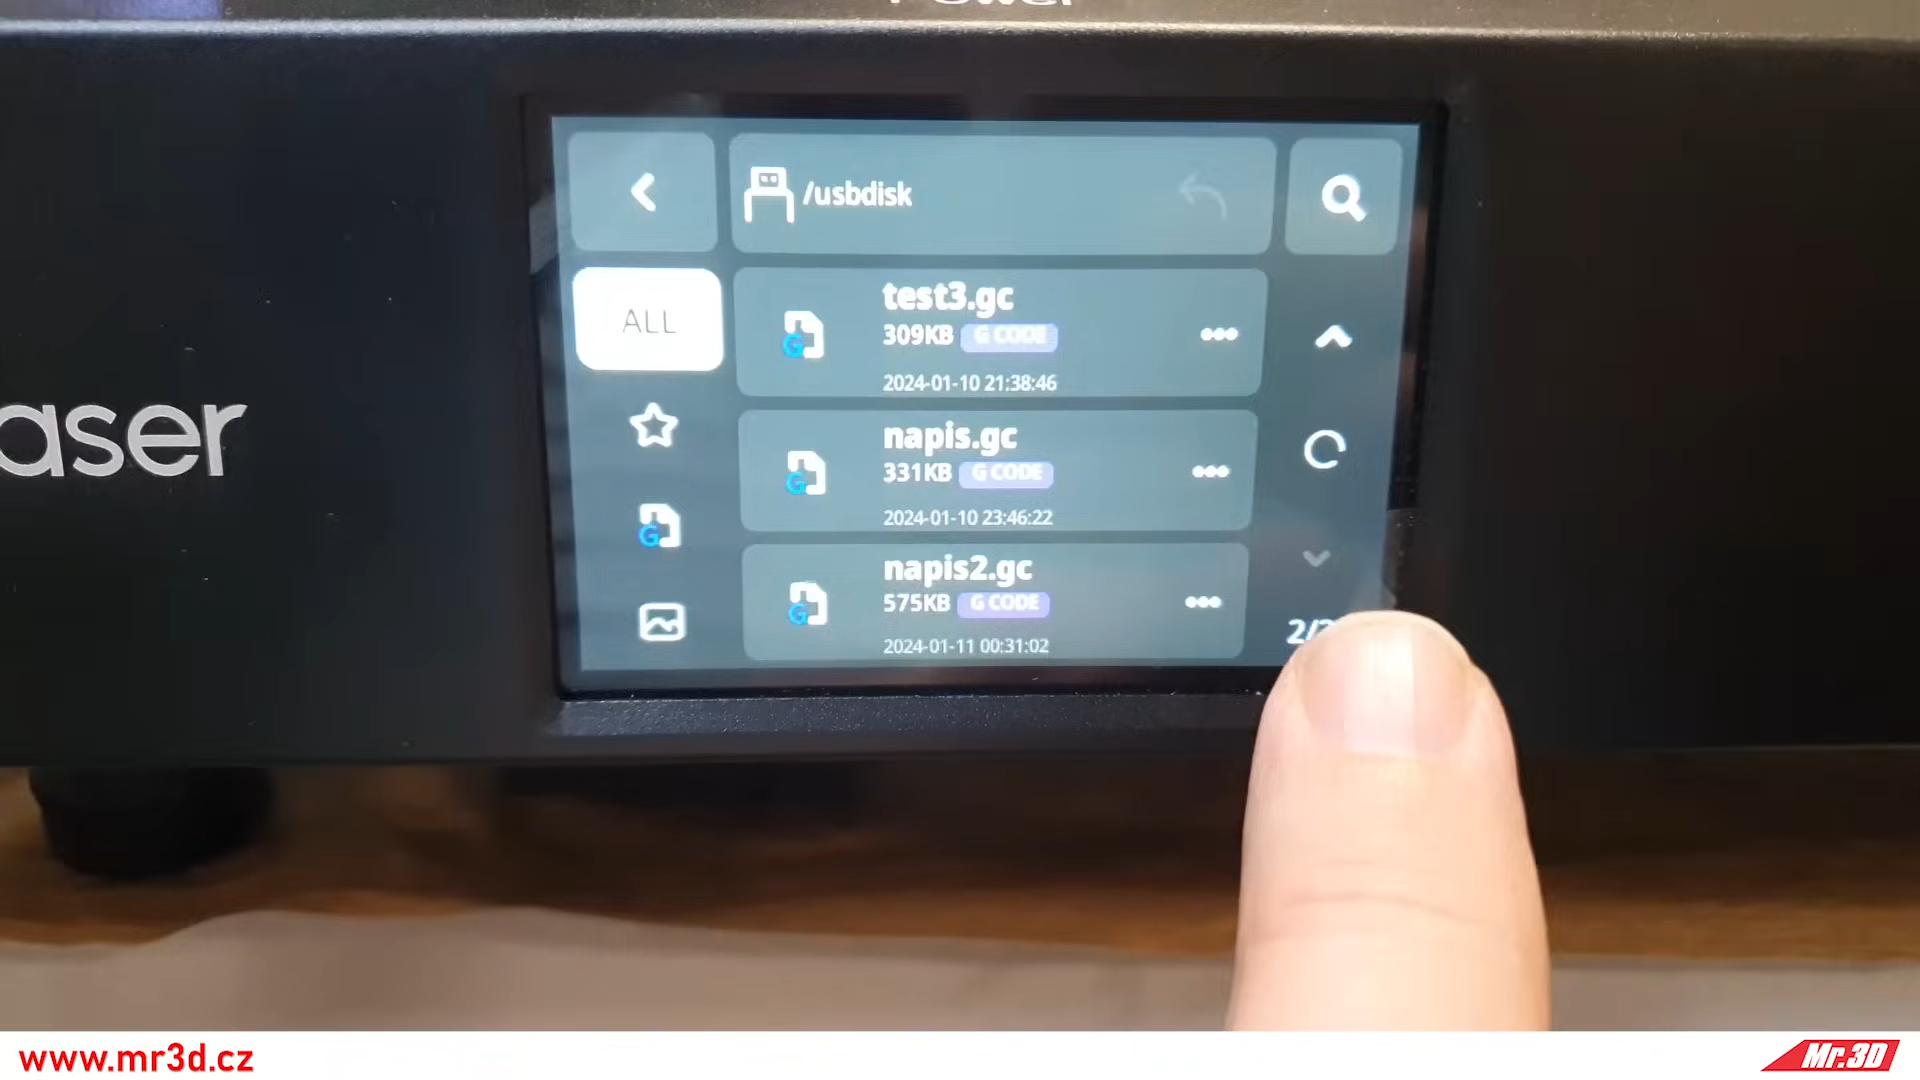 Power
/usbdisk
ALL
test3.gc
309KB G CODE
2024-01-10 21:38:46
napis.gc
331KB G CODE
2024-01-10 23:46:22
napis2.gc
575KB G CODE
2024-01-11 00:31:02
aser
www.mr3d.cz
Mr.3D